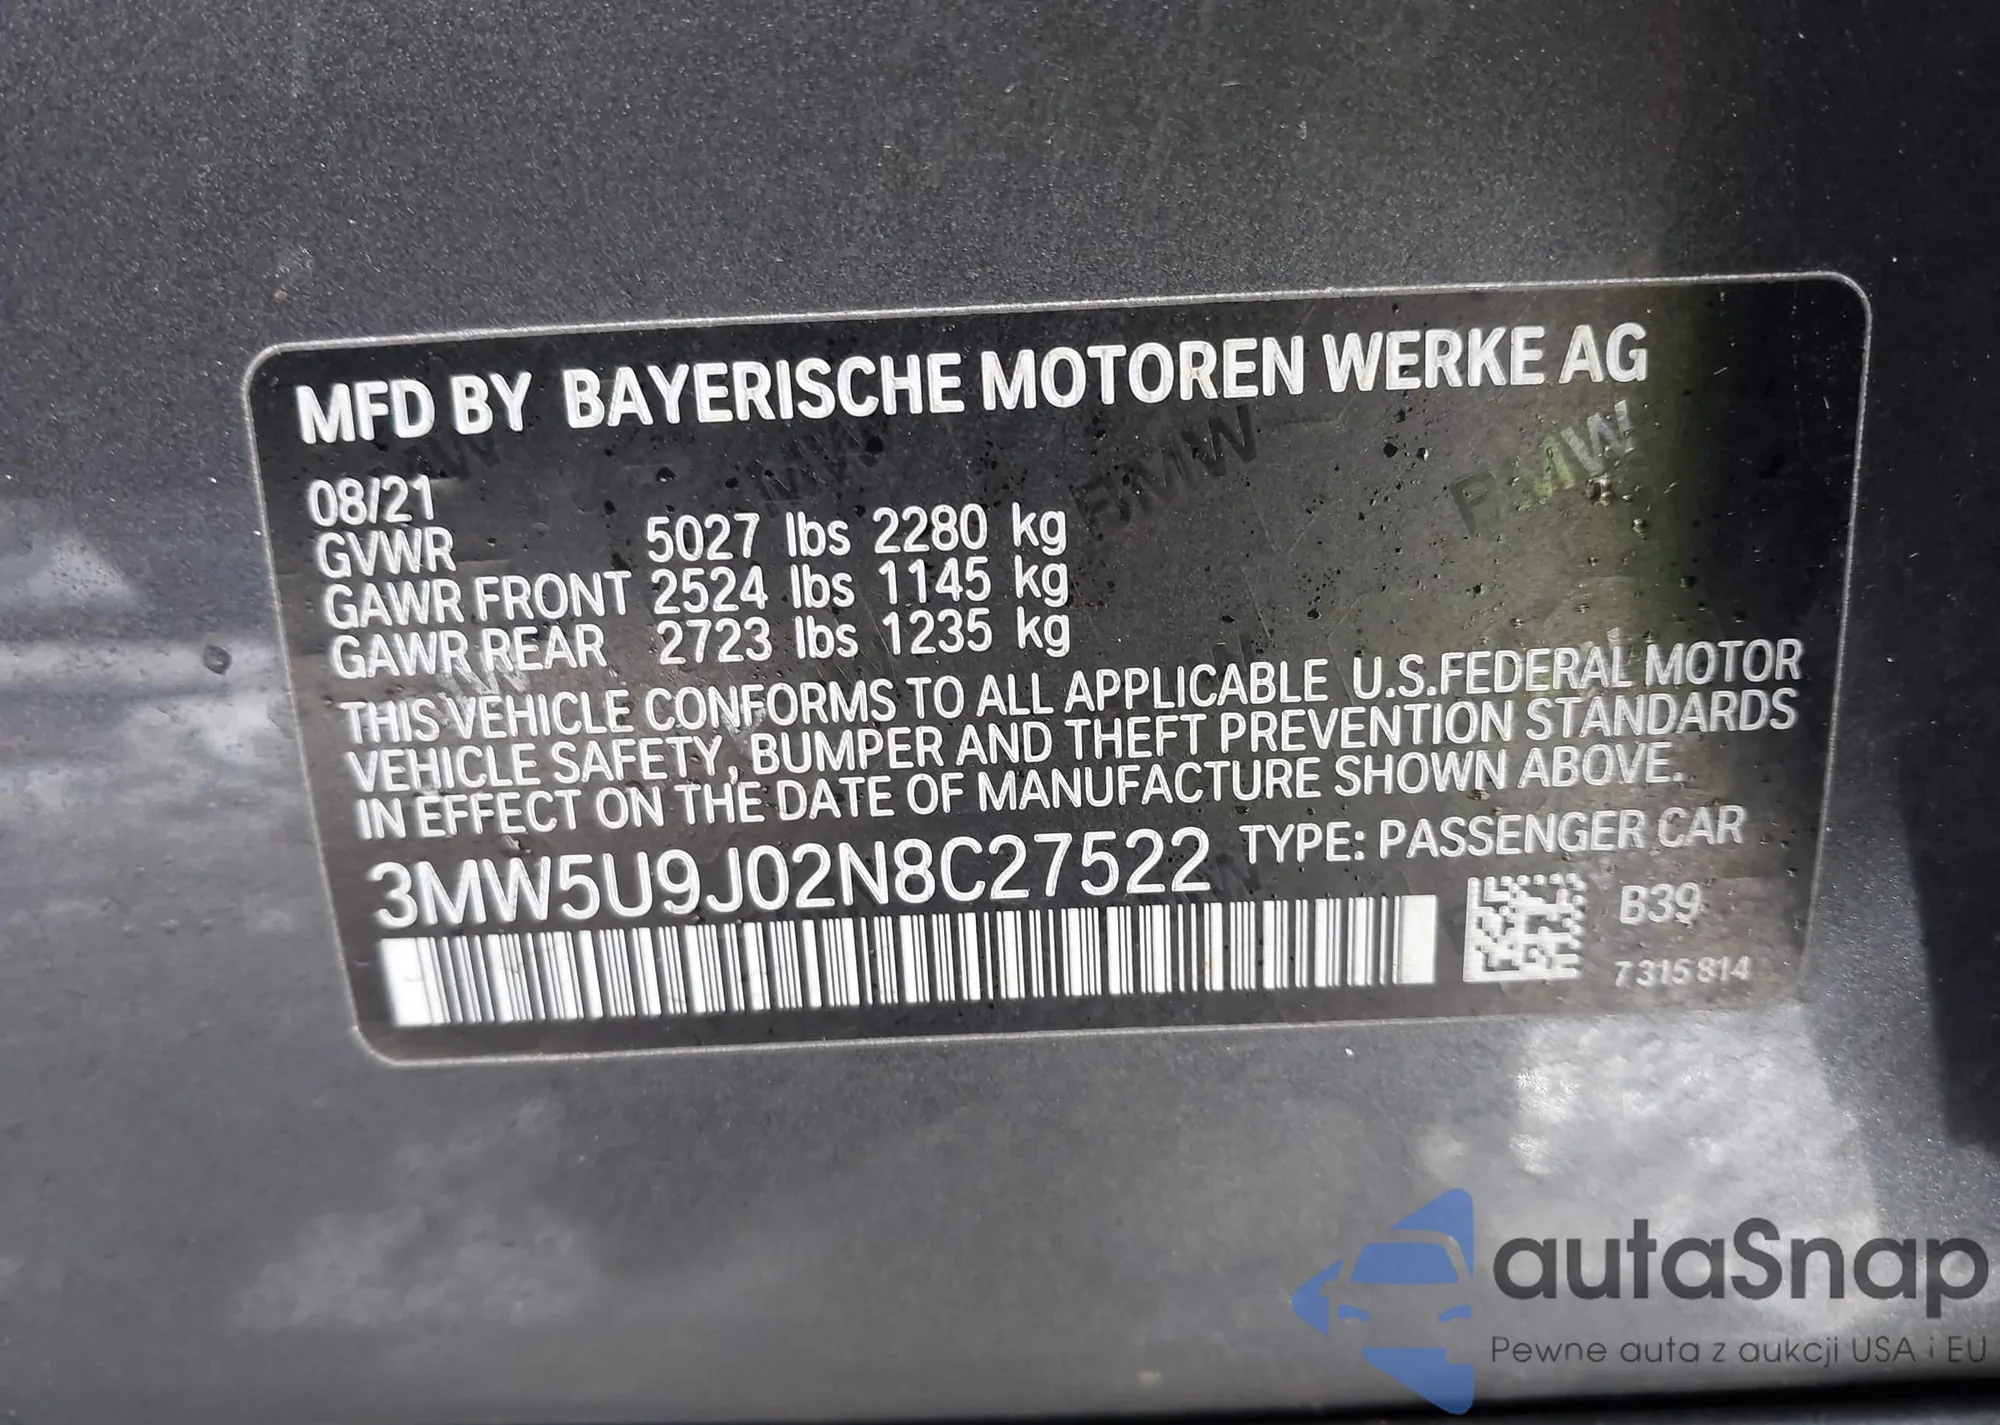 MFD BY BAYERISCHE MOTOREN WERKE AG
08/21
GVWR 5027 lbs 2280 kg
GAWR FRONT 2524 lbs 1145 kg
GAWR REAR 2723 lbs 1235 kg
THIS VEHICLE CONFORMS TO ALL APPLICABLE U.S.FEDERAL MOTOR
VEHICLE SAFETY, BUMPER AND THEFT PREVENTION STANDARDS
IN EFFECT ON THE DATE OF MANUFACTURE SHOWN ABOVE.
3MW5U9J02N8C27522 TYPE: PASSENGER CAR
B39
7315814
BMW BMW
autaSnap
Pewne auta z aukcji USA i EU